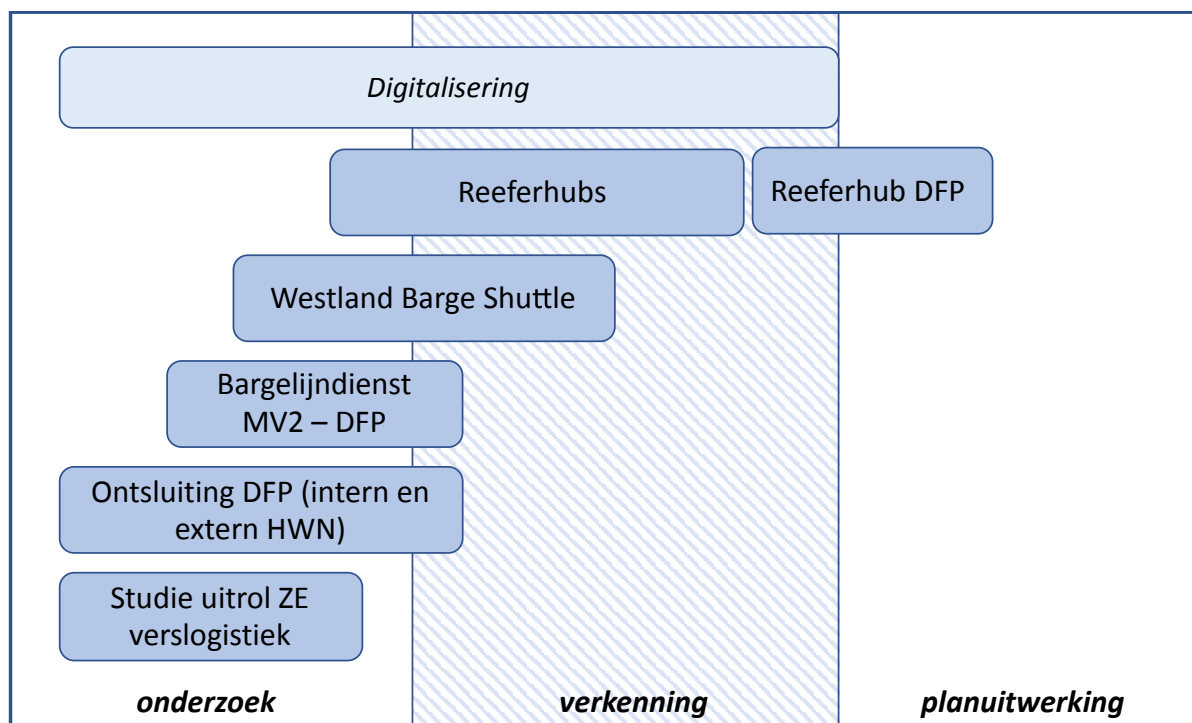 Digitalisering
Reeferhubs
Reeferhub DFP
Westland Barge Shuttle
Bargelijndienst
MV2 – DFP
Ontsluiting DFP (intern en
extern HWN)
Studie uitrol ZE
verslogistiek
onderzoek
verkenning
planuitwerking